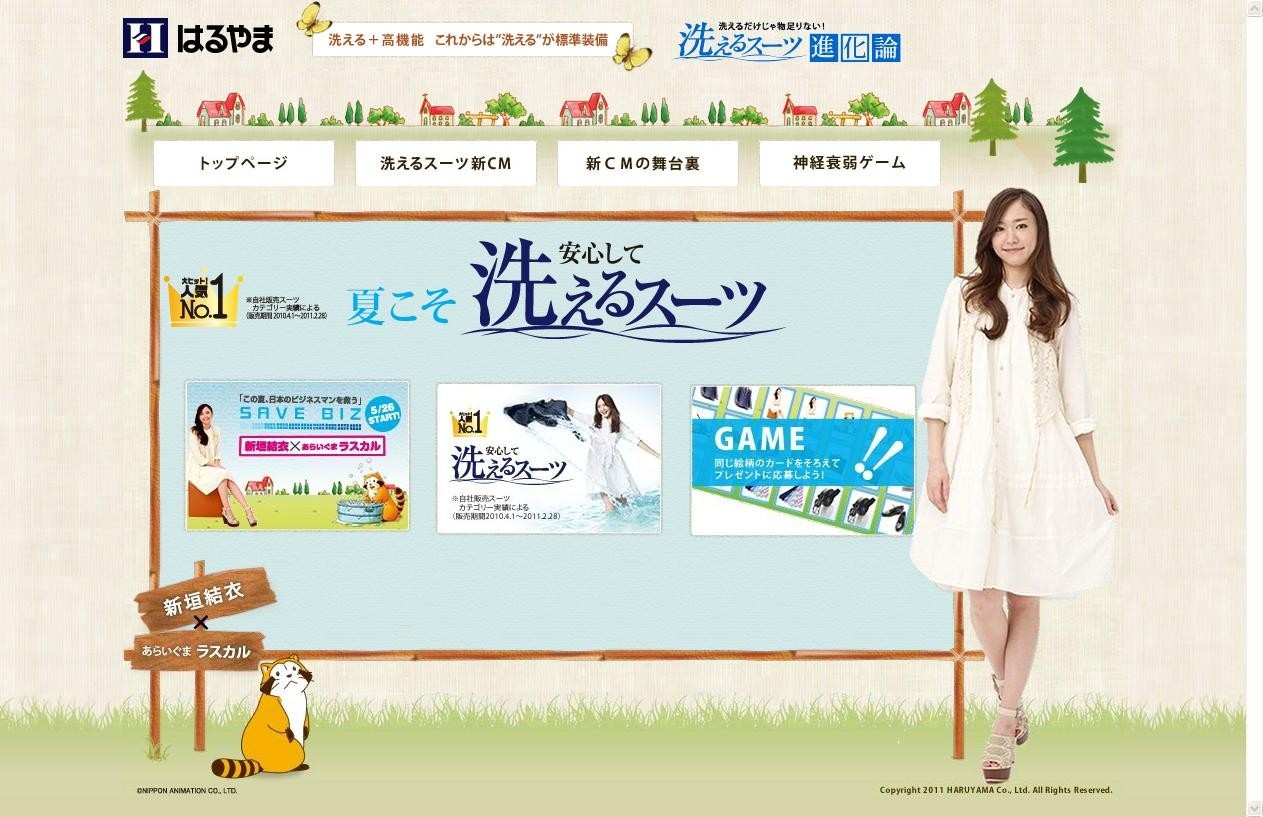 はるやま
洗える＋高機能 これからは"洗える"が標準装備
洗えるだけじゃ物足りない!
洗えるスーツ進化論
トップページ
洗えるスーツ新CM
新ＣＭの舞台裏
神経衰弱ゲーム
大ヒット!
人気
No.1
※自社販売スーツ
カテゴリー実績による
(販売期間2010.4.1〜2011.2.28)
夏こそ
安心して
洗えるスーツ
「この夏、日本のビジネスマンを救う」
SAVE BIZ
5/26
START!
新垣結衣×あらいぐまラスカル
大ヒット!
人気
No.1
安心して
洗えるスーツ
※自社販売スーツ
カテゴリー実績による
(販売期間2010.4.1〜2011.2.28)
GAME
同じ絵柄のカードをそろえて
プレゼントに応募しよう!
!!
新垣結衣
×
あらいぐま ラスカル
©NIPPON ANIMATION CO., LTD.
Copyright 2011 HARUYAMA Co., Ltd. All Rights Reserved.